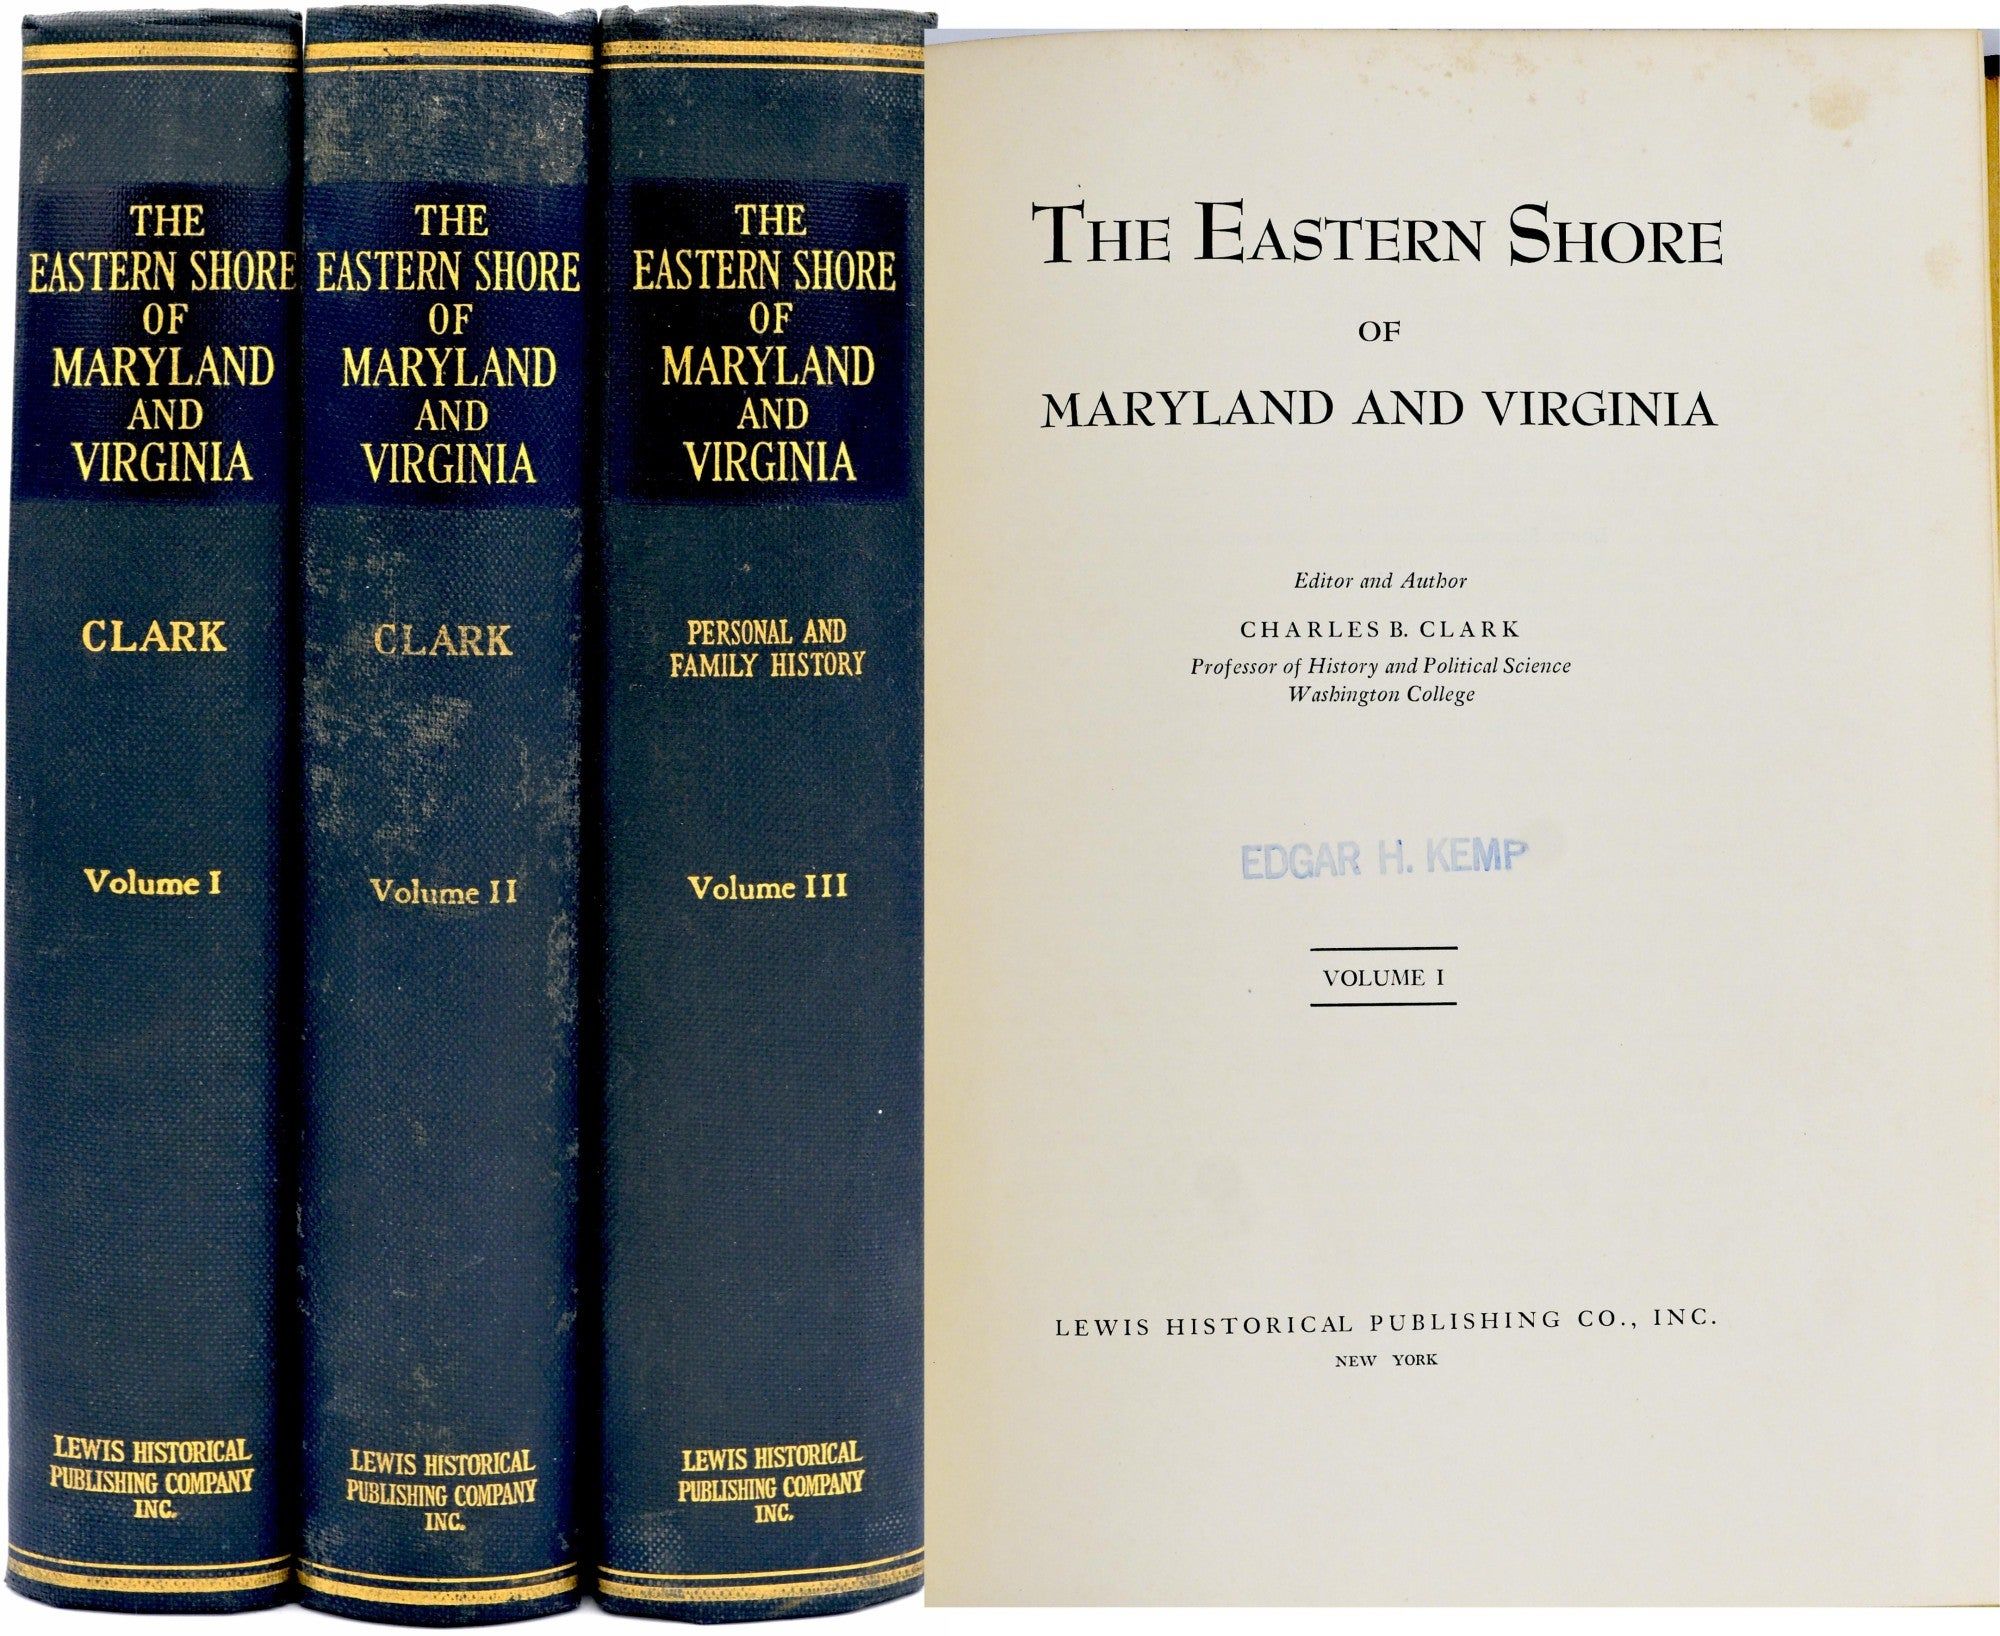 THE
EASTERN SHORE
OF
MARYLAND
AND
VIRGINIA
CLARK
Volume I
LEWIS HISTORICAL
PUBLISHING COMPANY
INC.
THE
EASTERN SHORE
OF
MARYLAND
AND
VIRGINIA
CLARK
Volume II
LEWIS HISTORICAL
PUBLISHING COMPANY
INC.
THE
EASTERN SHORE
OF
MARYLAND
AND
VIRGINIA
PERSONAL AND
FAMILY HISTORY
Volume III
LEWIS HISTORICAL
PUBLISHING COMPANY
INC.
THE EASTERN SHORE
OF
MARYLAND AND VIRGINIA
Editor and Author
CHARLES B. CLARK
Professor of History and Political Science
Washington College
EDGAR H. KEMP
VOLUME I
LEWIS HISTORICAL PUBLISHING CO., INC.
NEW YORK